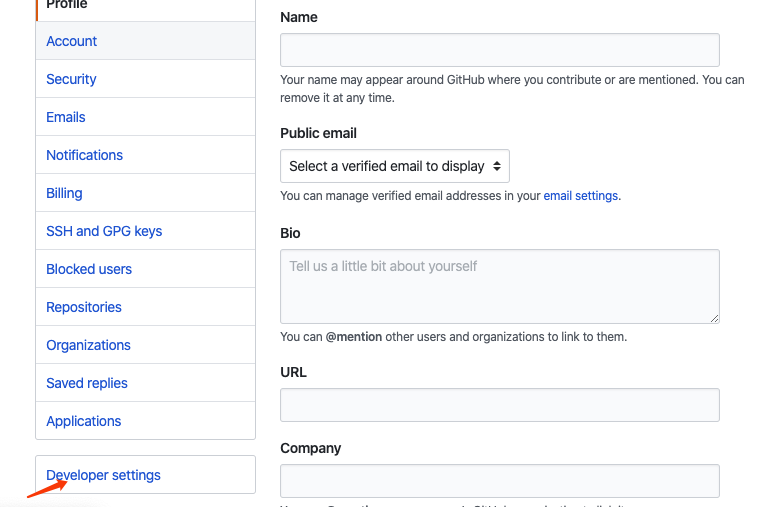 Profile
Account
Security
Emails
Notifications
Billing
SSH and GPG keys
Blocked users
Repositories
Organizations
Saved replies
Applications
Developer settings
Name
Your name may appear around GitHub where you contribute or are mentioned. You can
remove it at any time.
Public email
Select a verified email to display
You can manage verified email addresses in your email settings.
Bio
Tell us a little bit about yourself
You can @mention other users and organizations to link to them.
URL
Company